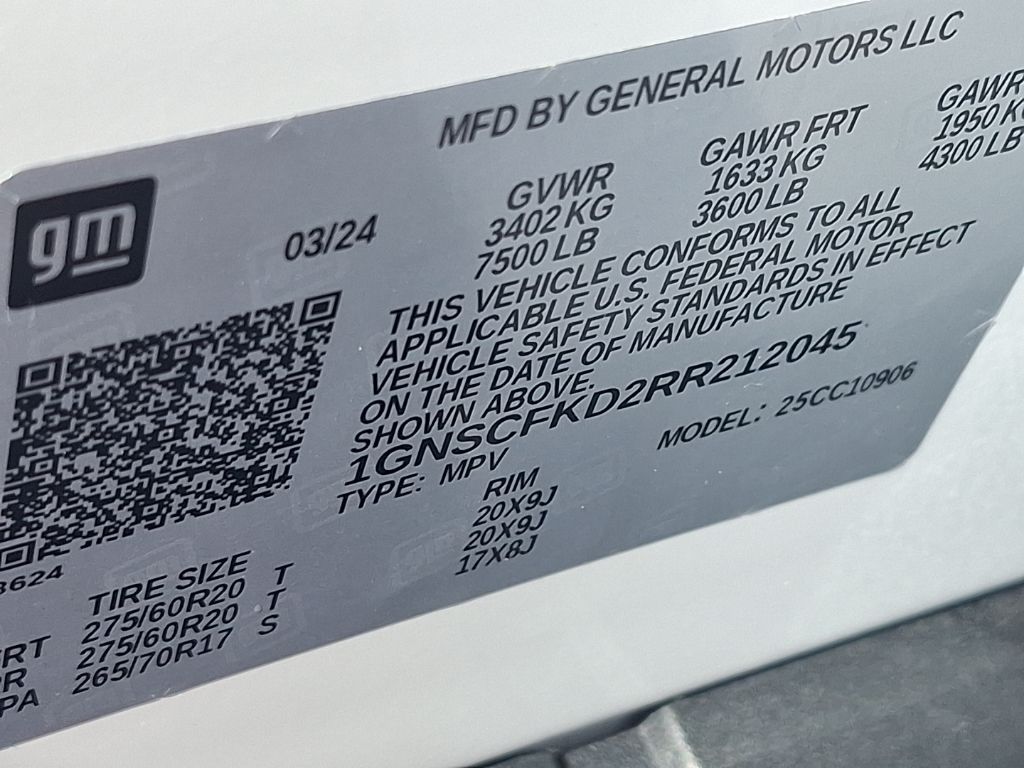 MFD BY GENERAL MOTORS LLC
gm
03/24
GVWR
3402 KG
7500 LB
GAWR FRT
1633 KG
3600 LB
GAWR
1950
4300 LB
THIS VEHICLE CONFORMS TO ALL
APPLICABLE U.S. FEDERAL MOTOR
VEHICLE SAFETY STANDARDS IN EFFECT
ON THE DATE OF MANUFACTURE
SHOWN ABOVE.
1GNSCFKD2RR212045
TYPE: MPV MODEL: 25CC10906
TIRE SIZE RIM
275/60R20 T 20X9J
275/60R20 T 20X9J
265/70R17 S 17X8J